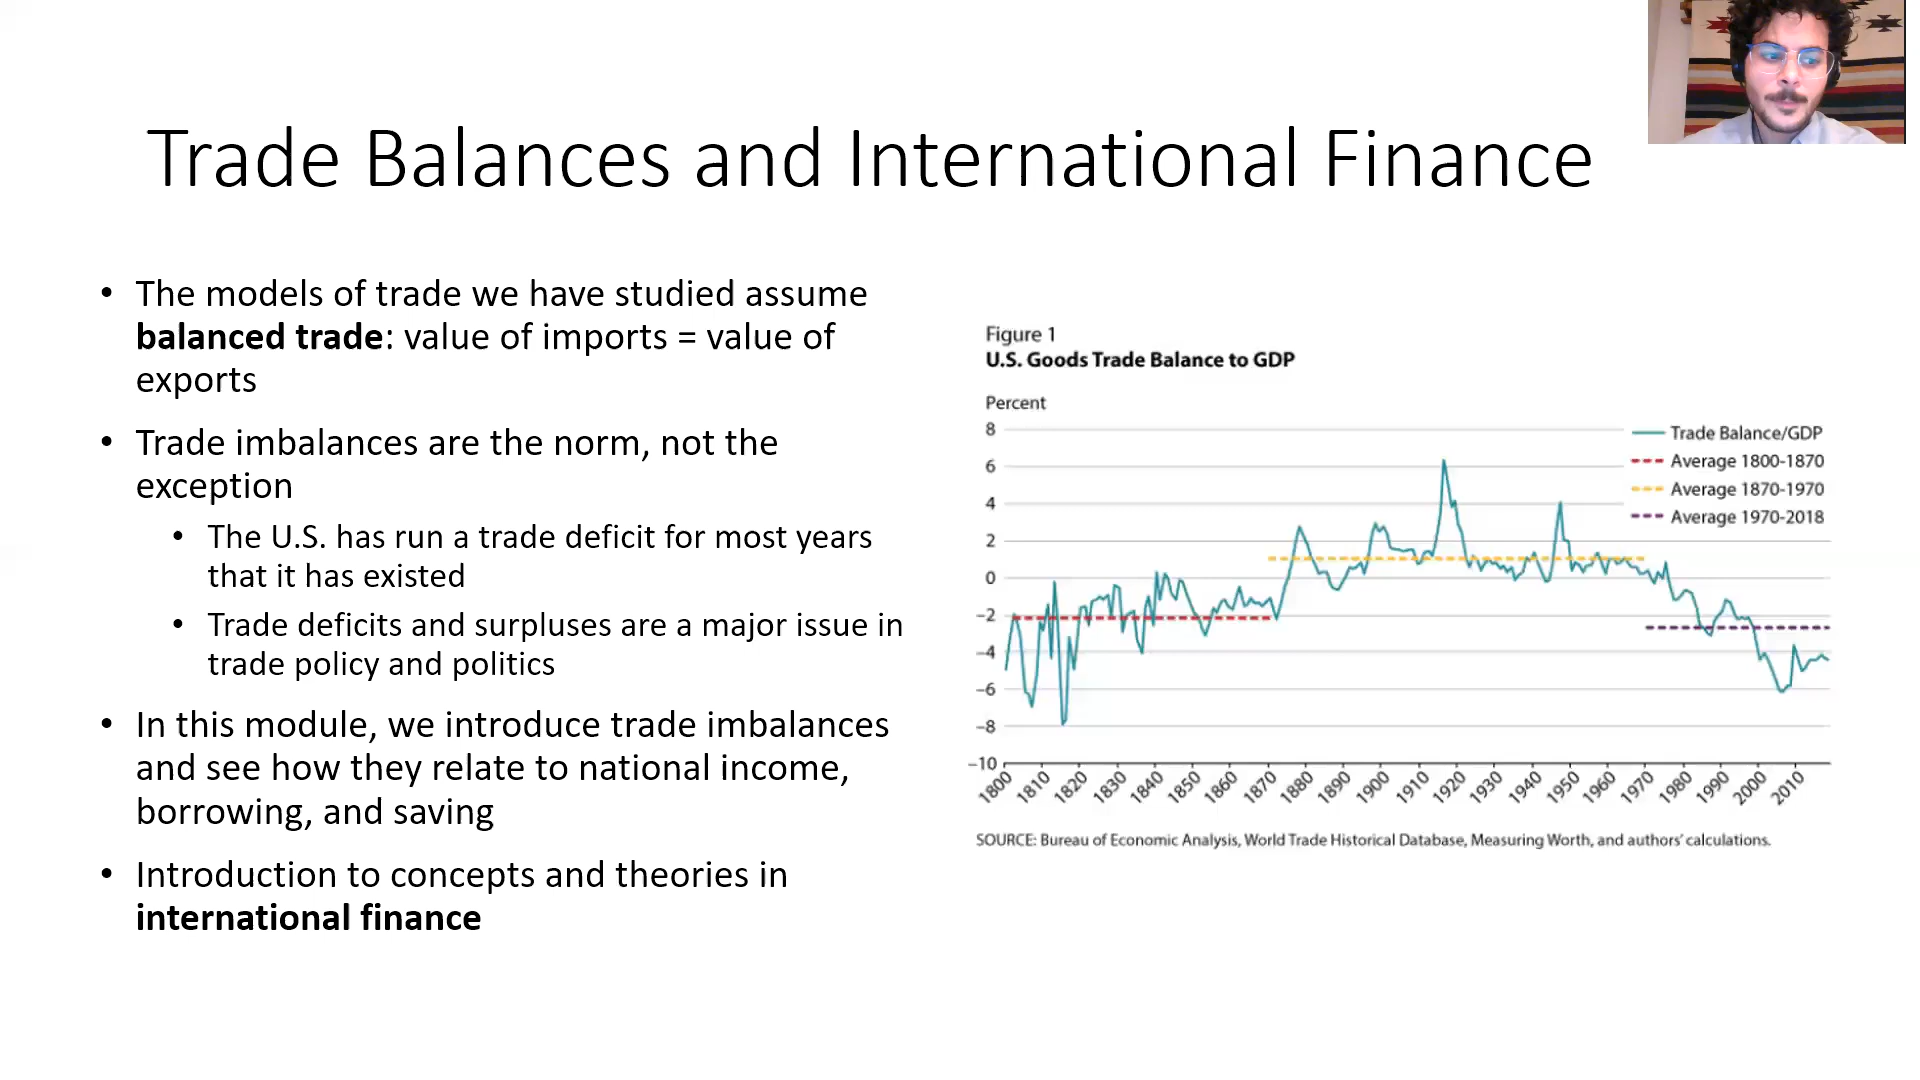 Trade Balances and International Finance
• The models of trade we have studied assume
balanced trade: value of imports = value of
exports
• Trade imbalances are the norm, not the
exception
• The U.S. has run a trade deficit for most years
that it has existed
• Trade deficits and surpluses are a major issue in
trade policy and politics
• In this module, we introduce trade imbalances
and see how they relate to national income,
borrowing, and saving
• Introduction to concepts and theories in
international finance
Figure 1
U.S. Goods Trade Balance to GDP
Percent
8
6
4
2
0
−2
−4
−6
−8
−10
Trade Balance/GDP
Average 1800-1870
Average 1870-1970
Average 1970-2018
1800 1810 1820 1830 1840 1850 1860 1870 1880 1890 1900 1910 1920 1930 1940 1950 1960 1970 1980 1990 2000 2010
SOURCE: Bureau of Economic Analysis, World Trade Historical Database, Measuring Worth, and authors' calculations.